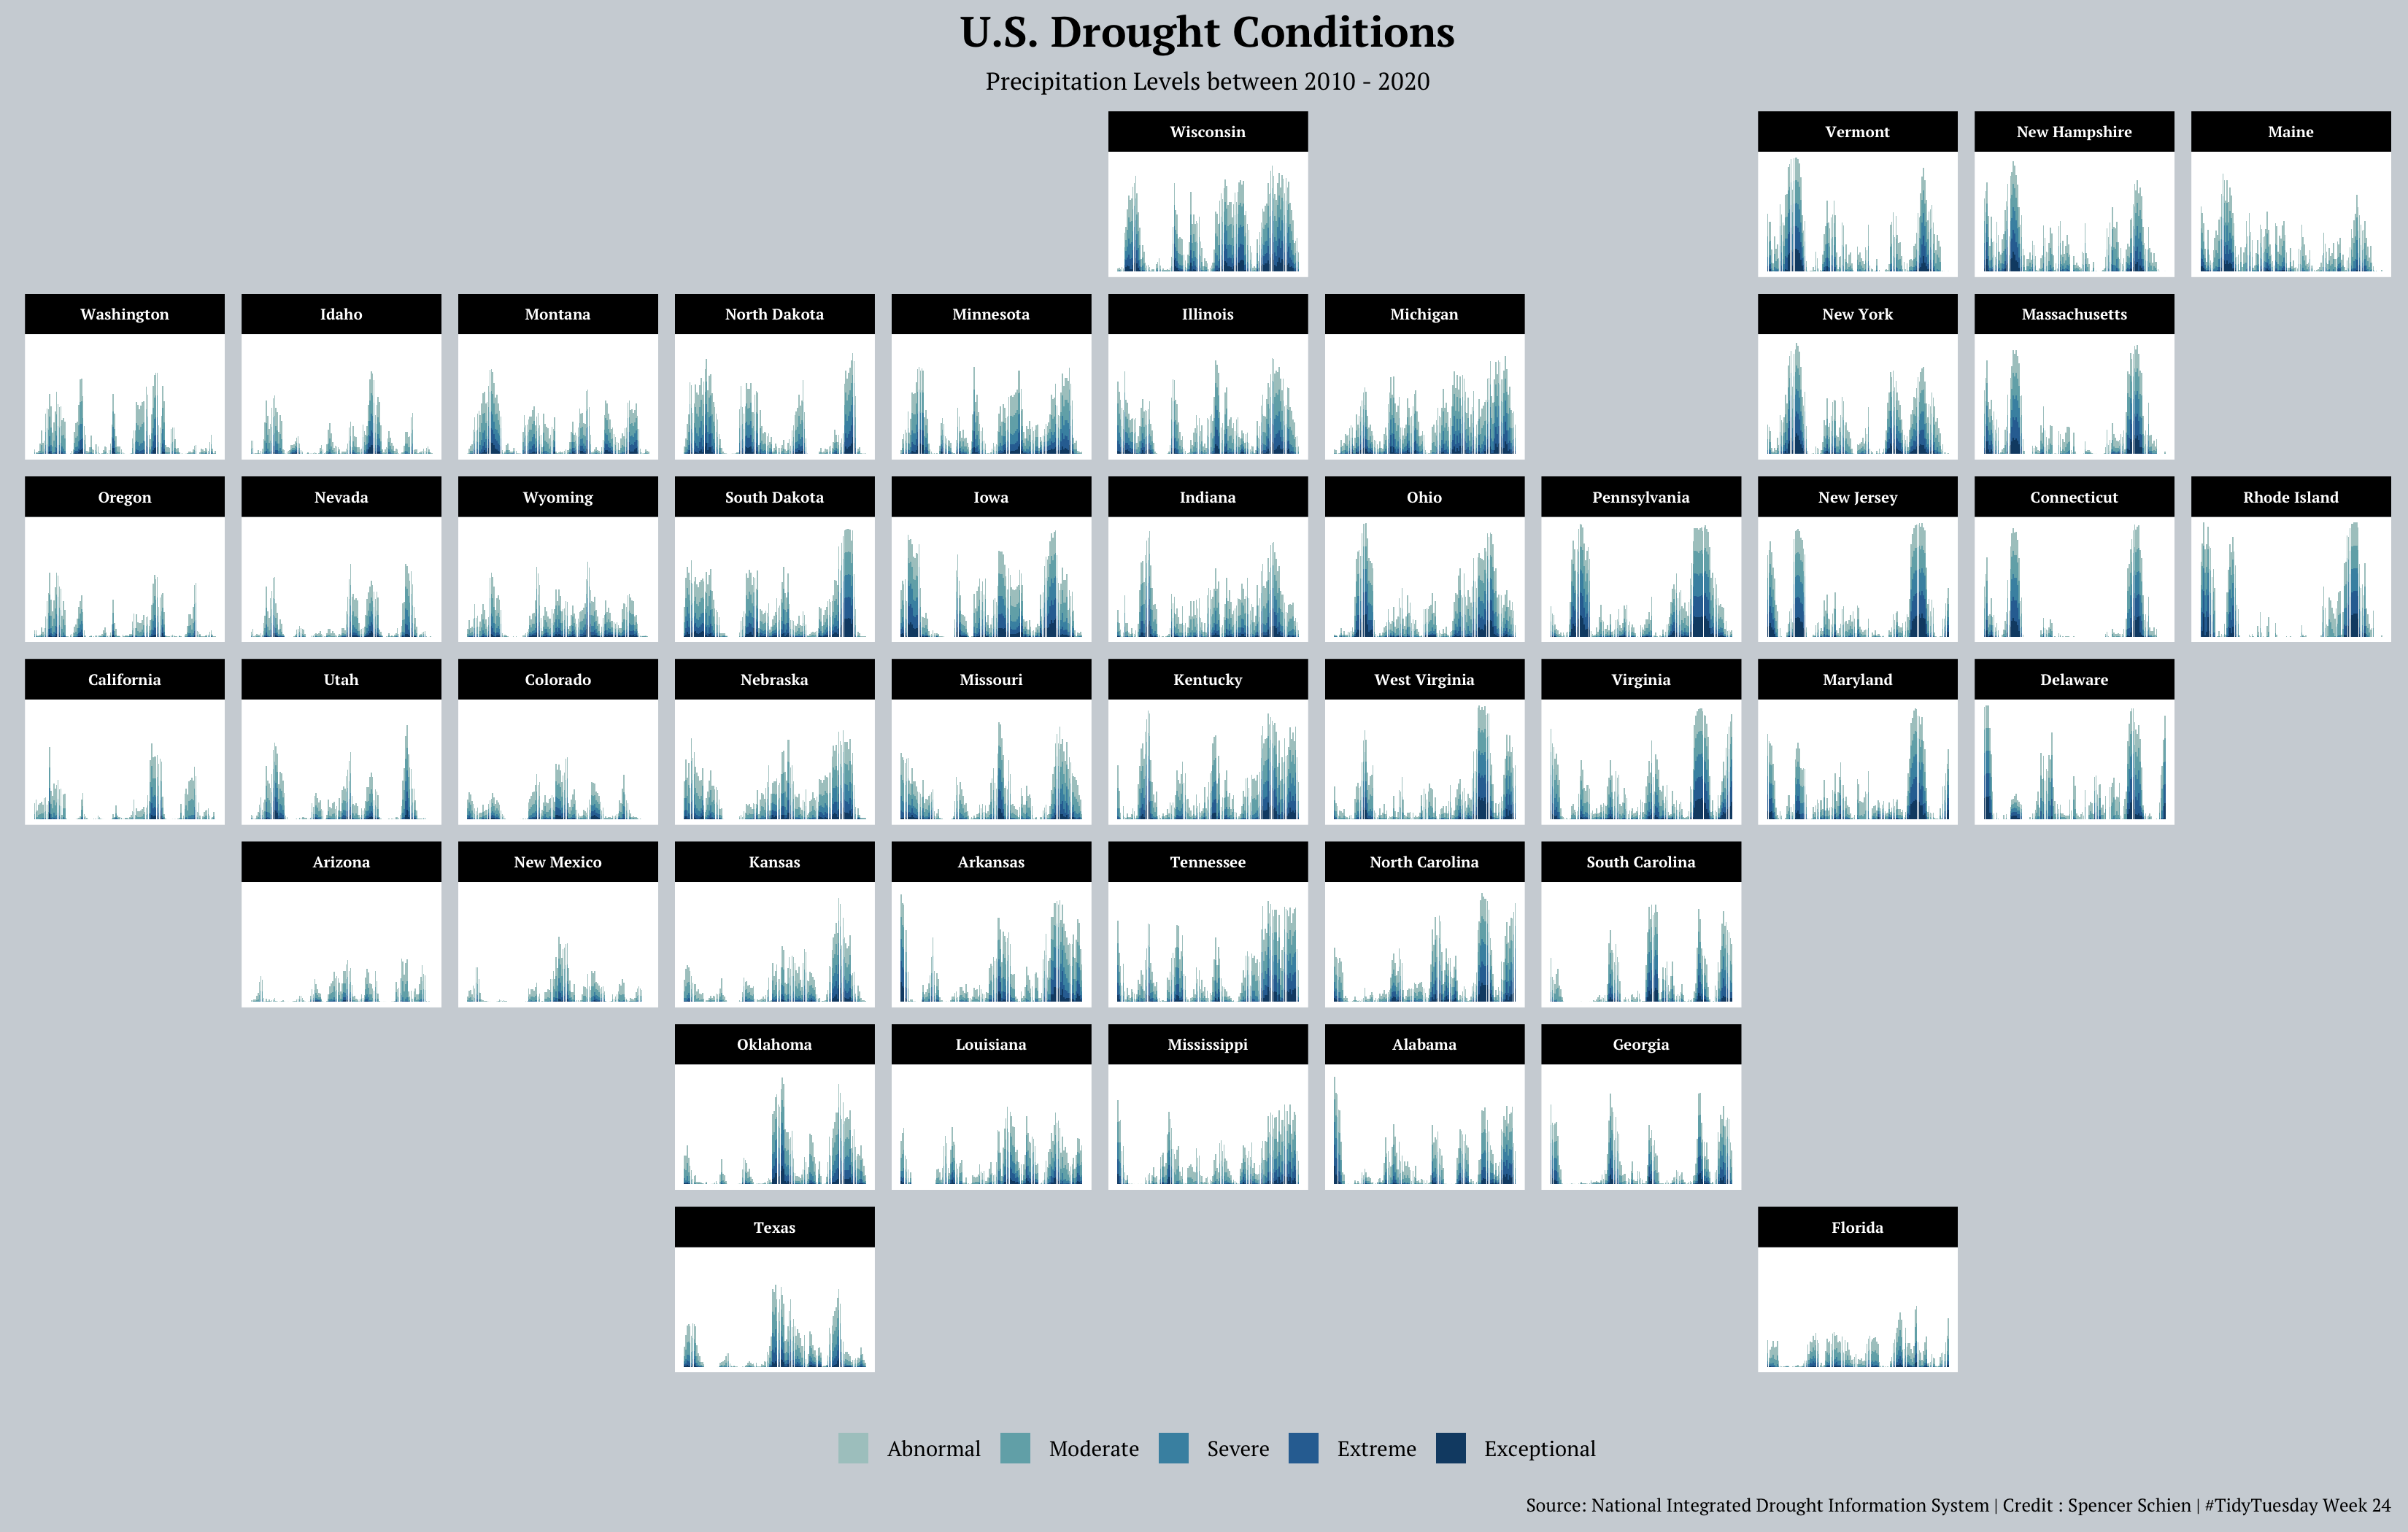 U.S. Drought Conditions
Precipitation Levels between 2010 - 2020
Wisconsin
Vermont
New Hampshire
Maine
Washington
Idaho
Montana
North Dakota
Minnesota
Illinois
Michigan
New York
Massachusetts
Oregon
Nevada
Wyoming
South Dakota
Iowa
Indiana
Ohio
Pennsylvania
New Jersey
Connecticut
Rhode Island
California
Utah
Colorado
Nebraska
Missouri
Kentucky
West Virginia
Virginia
Maryland
Delaware
Arizona
New Mexico
Kansas
Arkansas
Tennessee
North Carolina
South Carolina
Oklahoma
Louisiana
Mississippi
Alabama
Georgia
Texas
Florida
Abnormal Moderate Severe Extreme Exceptional
Source: National Integrated Drought Information System | Credit : Spencer Schien | #TidyTuesday Week 24